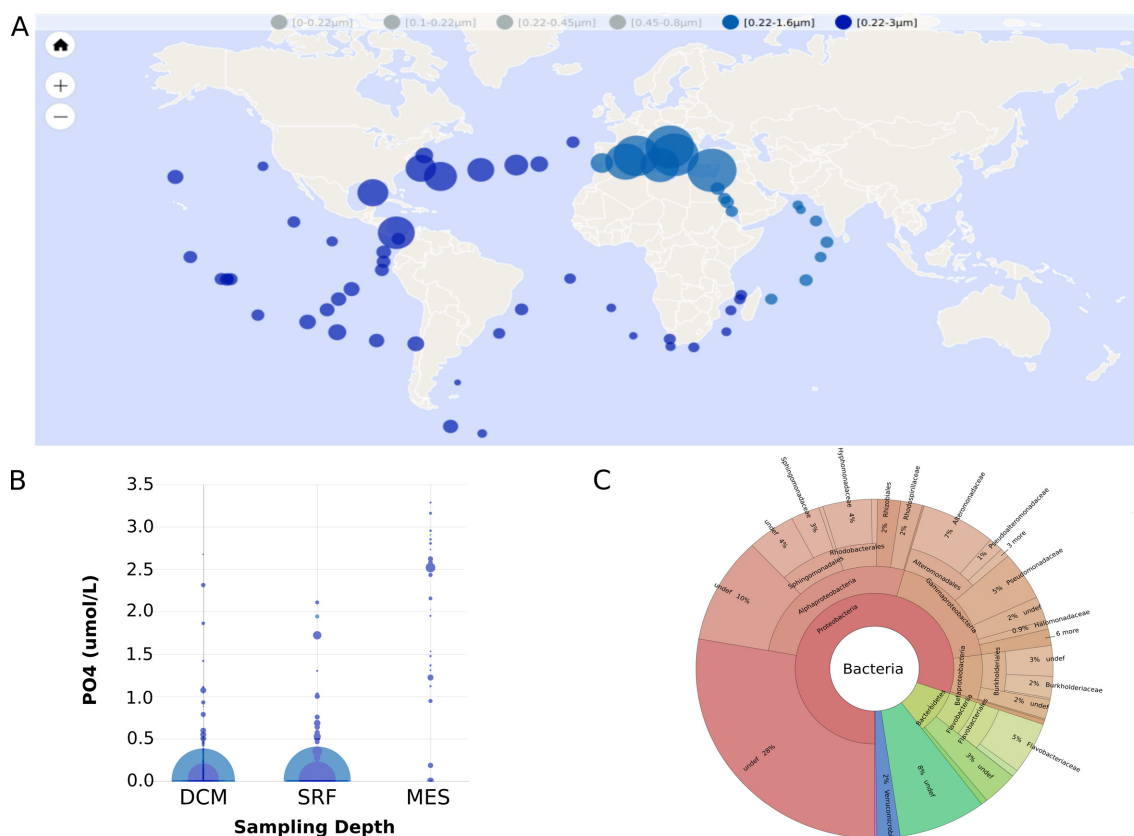 A
[0-0.22µm]
[0.1-0.22µm]
[0.22-0.45µm]
[0.45-0.8µm]
[0.22-1.6µm]
[0.22-3µm]
+
−
B
PO4 (umol/L)
3.5
3.0
2.5
2.0
1.5
1.0
0.5
0.0
DCM
SRF
MES
Sampling Depth
C
Bacteria
Proteobacteria
Alphaproteobacteria
Gammaproteobacteria
Betaproteobacteria
Bacteroidetes
Flavobacteriia
Flavobacteriales
Sphingomonadales
Rhodobacterales
Alteromonadales
Burkholderiales
undef 28%
undef 10%
undef 4%
Sphingomonadaceae 3%
Hyphomonadaceae 4%
Rhizobiales 2%
Rhodospirillaceae 2%
Alteromonadaceae 7%
Pseudoalteromonadaceae 1%
3 more
Pseudomonadaceae 5%
2% undef
0.9% Halomonadaceae
6 more
3% undef
2% Burkholderiaceae
2% undef
5% Flavobacteriaceae
3% undef
8% undef
2% Verrucomicrobi